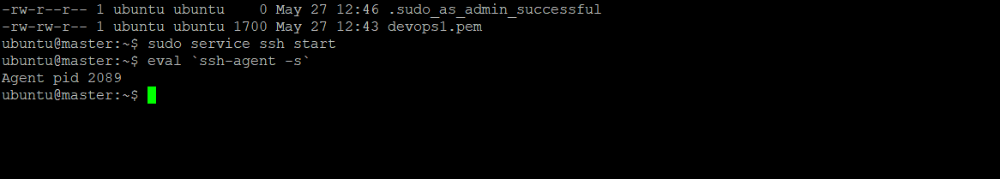 -rw-r--r-- 1 ubuntu ubuntu    0 May 27 12:46 .sudo_as_admin_successful
-rw-rw-r-- 1 ubuntu ubuntu 1700 May 27 12:43 devops1.pem
ubuntu@master:~$ sudo service ssh start
ubuntu@master:~$ eval `ssh-agent -s`
Agent pid 2089
ubuntu@master:~$